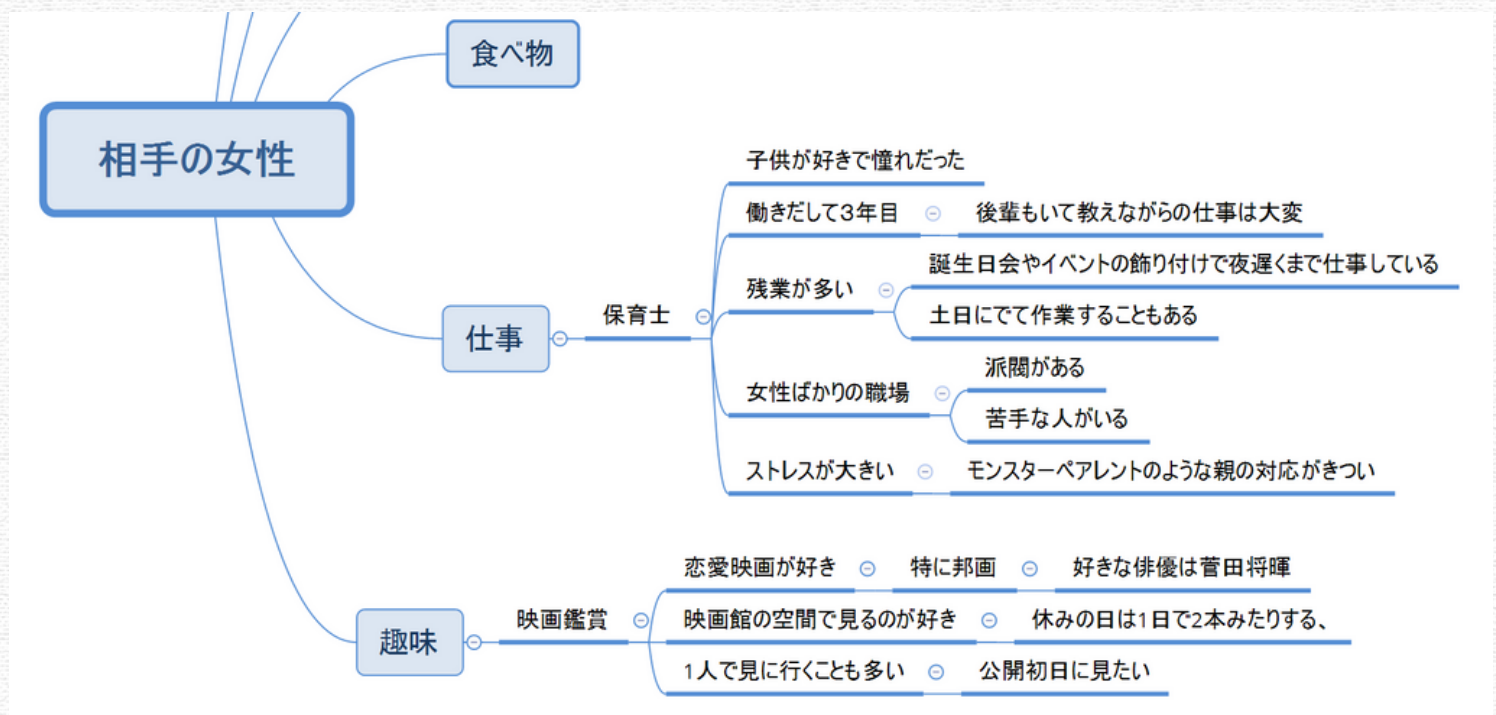 食べ物
相手の女性
仕事
保育士
子供が好きで憧れだった
働きだして3年目
後輩もいて教えながらの仕事は大変
残業が多い
誕生日会やイベントの飾り付けで夜遅くまで仕事している
土日にでて作業することもある
女性ばかりの職場
派閥がある
苦手な人がいる
ストレスが大きい
モンスターペアレントのような親の対応がきつい
趣味
映画鑑賞
恋愛映画が好き
特に邦画
好きな俳優は菅田将暉
映画館の空間で見るのが好き
休みの日は1日で2本みたりする、
1人で見に行くことも多い
公開初日に見たい